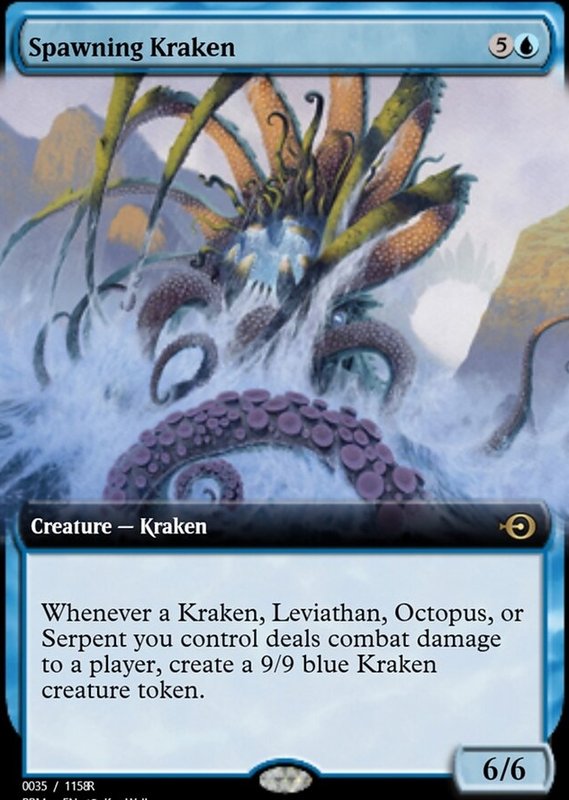 Spawning Kraken
5
Creature — Kraken
Whenever a Kraken, Leviathan, Octopus, or
Serpent you control deals combat damage
to a player, create a 9/9 blue Kraken
creature token.
6/6
0035 / 1158R